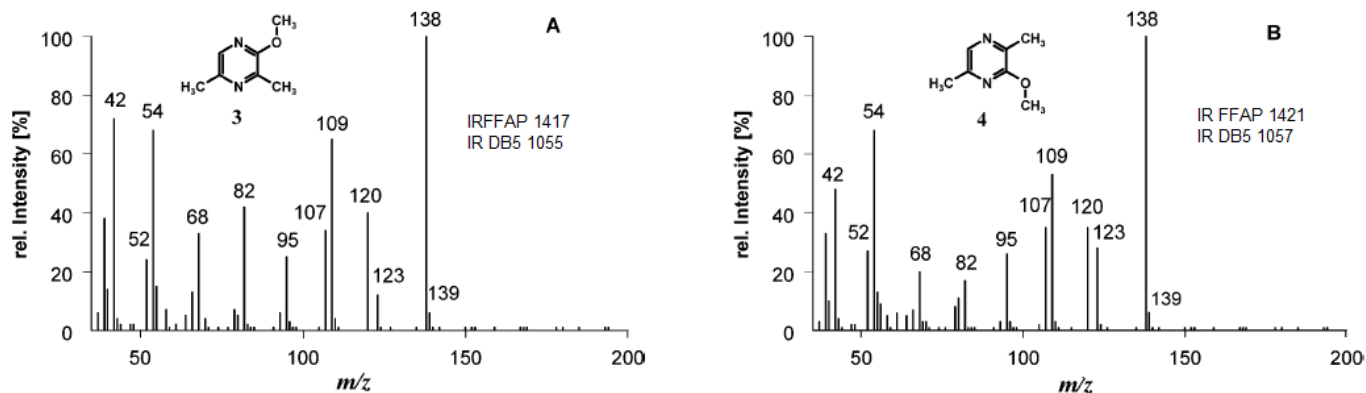 A
rel. Intensity [%]
100
80
60
40
20
0
50
100
150
200
m/z
42
52
54
68
82
95
107
109
120
123
138
139
N
O
CH₃
H₃C
N
CH₃
3
IRFFAP 1417
IR DB5 1055
B
rel. Intensity [%]
100
80
60
40
20
0
50
100
150
200
m/z
42
52
54
68
82
95
107
109
120
123
138
139
N
CH₃
H₃C
N
O
CH₃
4
IR FFAP 1421
IR DB5 1057